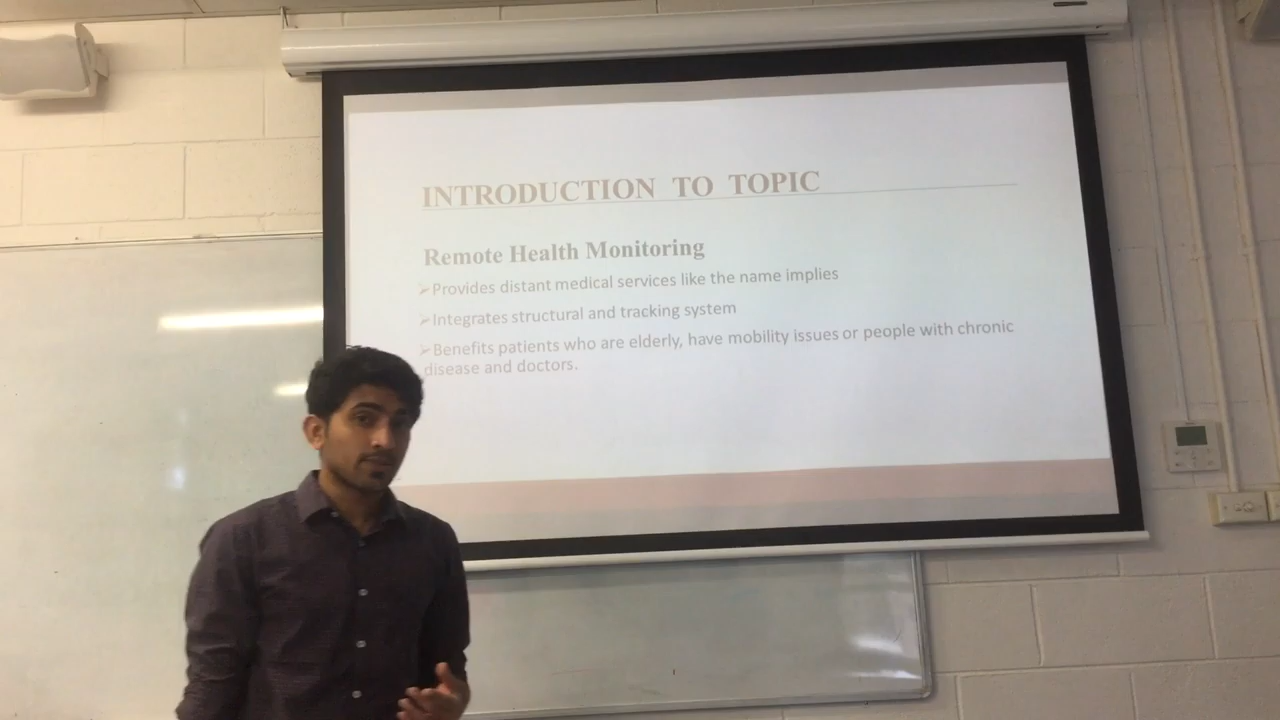 INTRODUCTION TO TOPIC
Remote Health Monitoring
➢Provides distant medical services like the name implies
➢Integrates structural and tracking system
➢Benefits patients who are elderly, have mobility issues or people with chronic
disease and doctors.